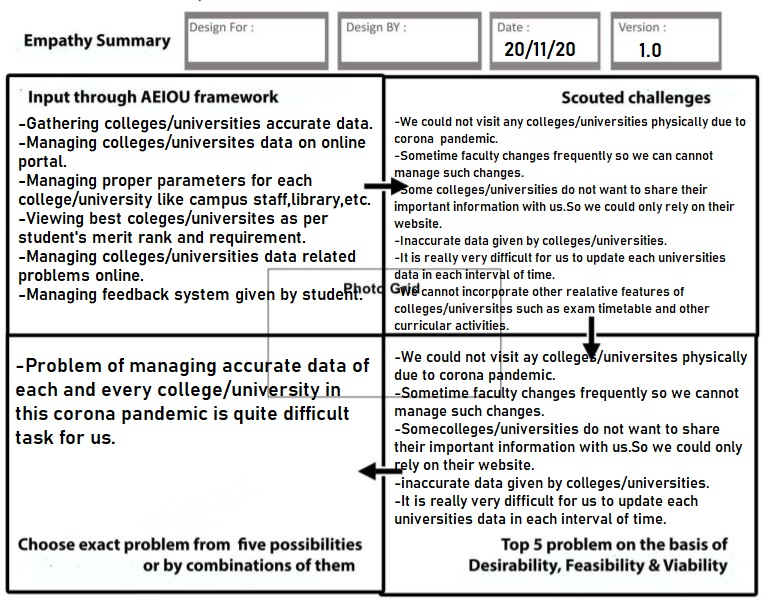 Empathy Summary
Design For :
Design BY :
Date :
20/11/20
Version :
1.0
Input through AEIOU framework
-Gathering colleges/universities accurate data.
-Managing colleges/universites data on online
portal.
-Managing proper parameters for each
college/university like campus staff,library,etc.
-Viewing best coleges/universites as per
student's merit rank and requirement.
-Managing colleges/universities data related
problems online.
-Managing feedback system given by student.
Scouted challenges
-We could not visit any colleges/universities physically due to
corona pandemic.
-Sometime faculty changes frequently so we can cannot
manage such changes.
-Some colleges/universities do not want to share their
important information with us.So we could only rely on their
website.
-Inaccurate data given by colleges/universities.
-It is really very difficult for us to update each universities
data in each interval of time.
-We cannot incorporate other realative features of
colleges/universities such as exam timetable and other
curricular activities.
Photo Grid
-Problem of managing accurate data of
each and every college/university in
this corona pandemic is quite difficult
task for us.
Choose exact problem from five possibilities
or by combinations of them
-We could not visit ay colleges/universites physically
due to corona pandemic.
-Sometime faculty changes frequently so we cannot
manage such changes.
-Somecolleges/universities do not want to share
their important information with us.So we could only
rely on their website.
-inaccurate data given by colleges/universities.
-It is really very difficult for us to update each
universities data in each interval of time.
Top 5 problem on the basis of
Desirability, Feasibility & Viability